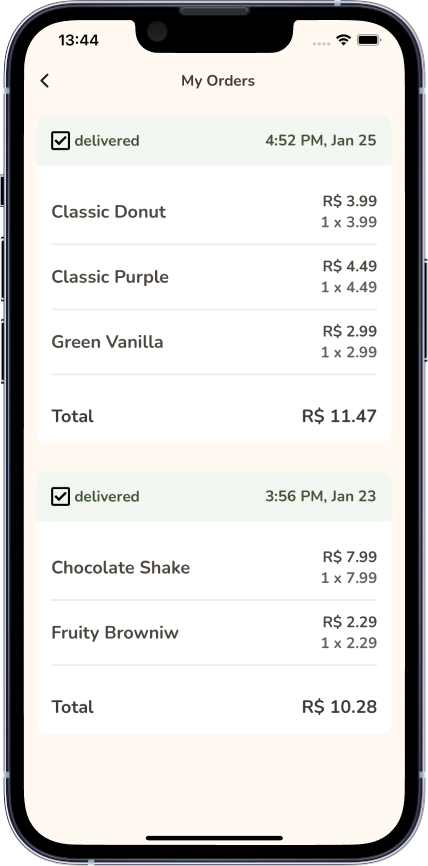 13:44
My Orders
delivered 4:52 PM, Jan 25
Classic Donut R$ 3.99
1 x 3.99
Classic Purple R$ 4.49
1 x 4.49
Green Vanilla R$ 2.99
1 x 2.99
Total R$ 11.47
delivered 3:56 PM, Jan 23
Chocolate Shake R$ 7.99
1 x 7.99
Fruity Browniw R$ 2.29
1 x 2.29
Total R$ 10.28